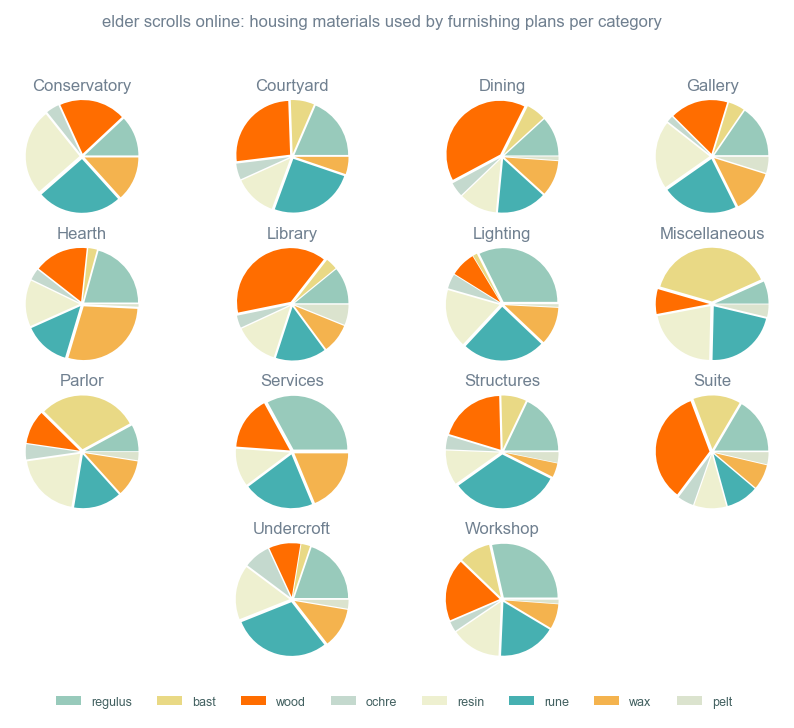 elder scrolls online: housing materials used by furnishing plans per category
Conservatory
Courtyard
Dining
Gallery
Hearth
Library
Lighting
Miscellaneous
Parlor
Services
Structures
Suite
Undercroft
Workshop
regulus
bast
wood
ochre
resin
rune
wax
pelt